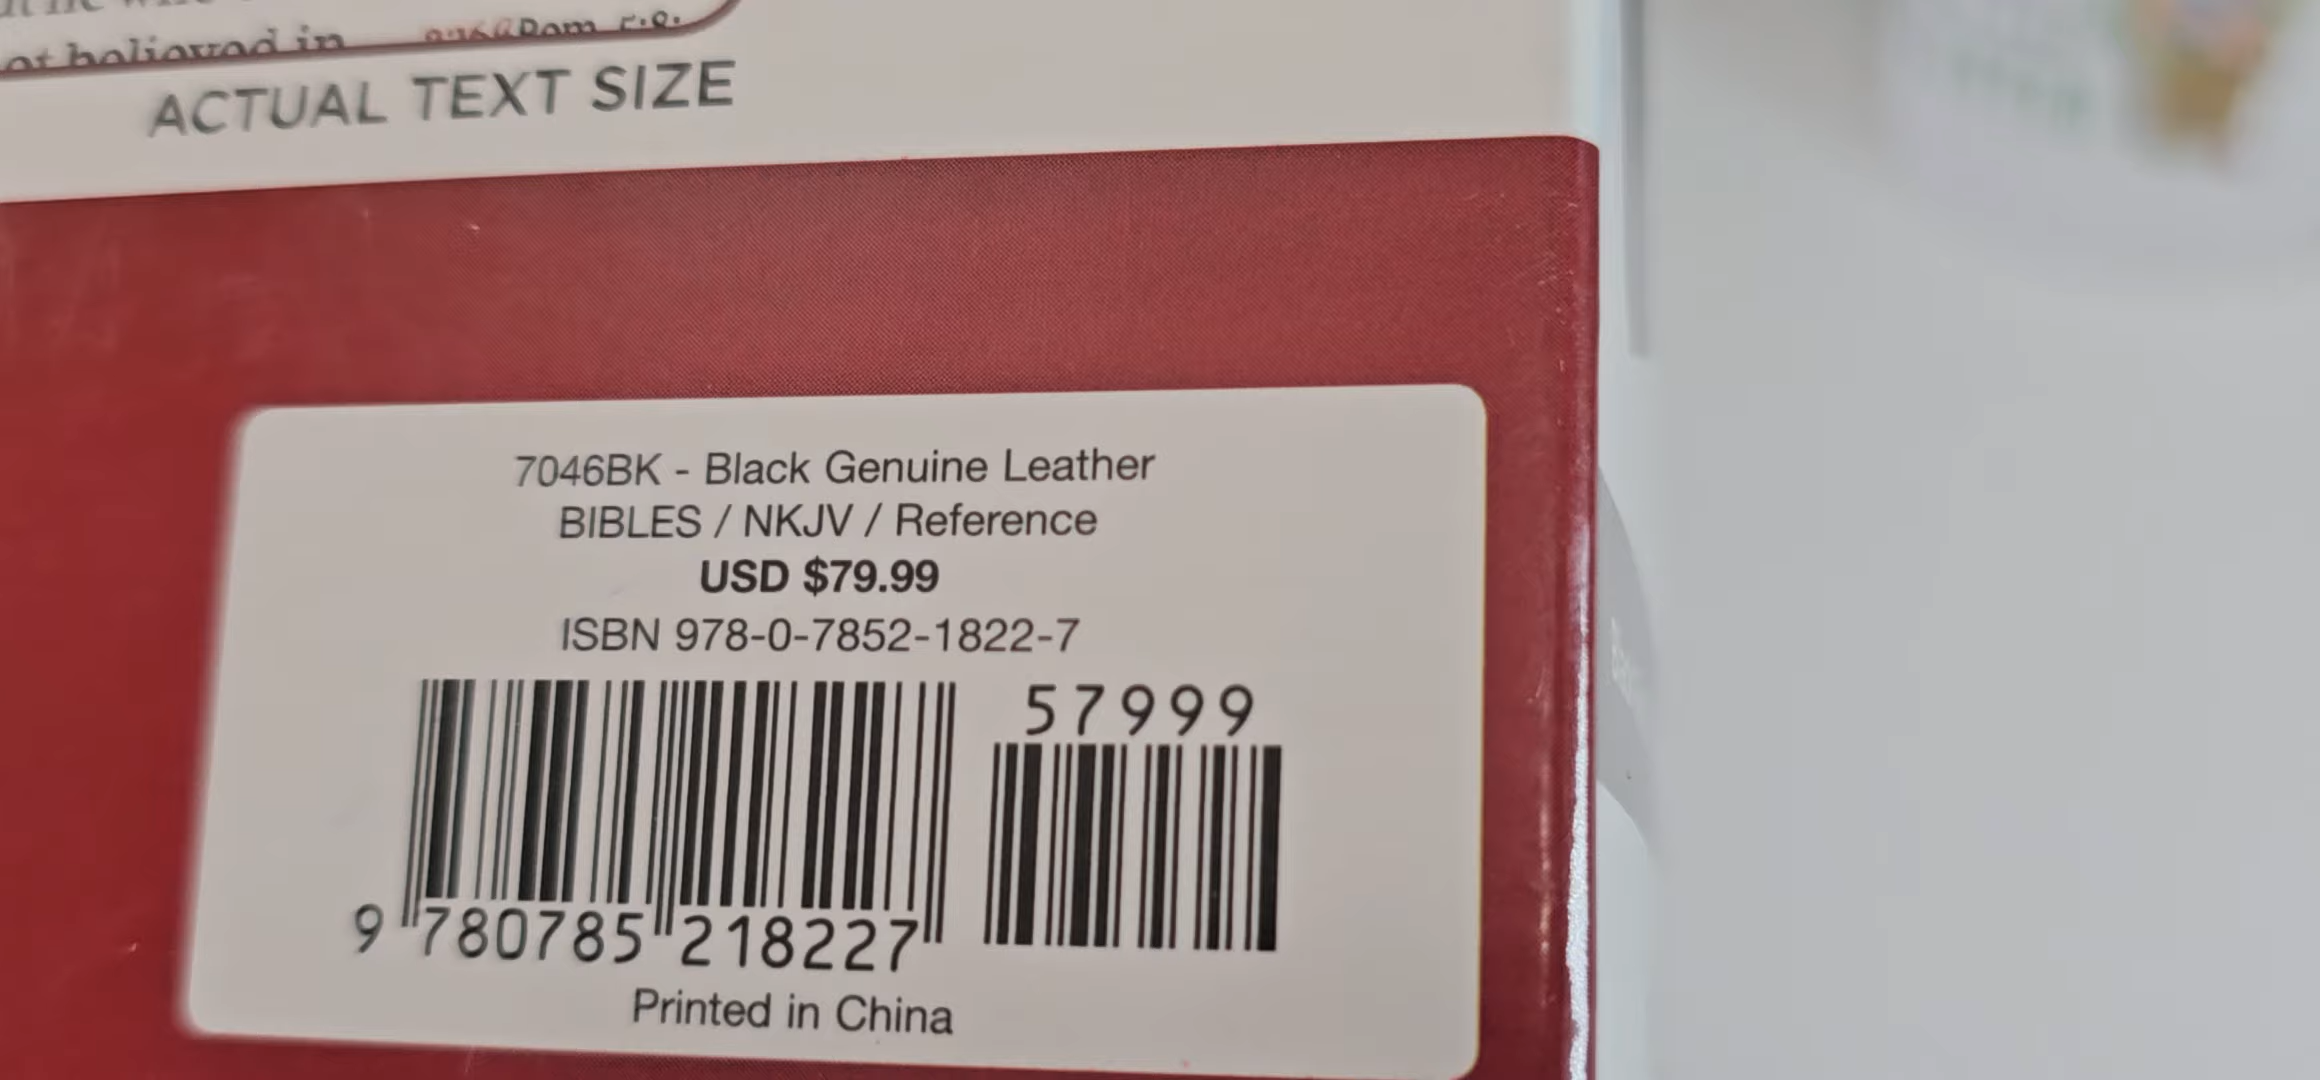 in
ACTUAL TEXT SIZE
7046BK - Black Genuine Leather
BIBLES / NKJV / Reference
USD $79.99
ISBN 978-0-7852-1822-7
57999
9 780785 218227
Printed in China